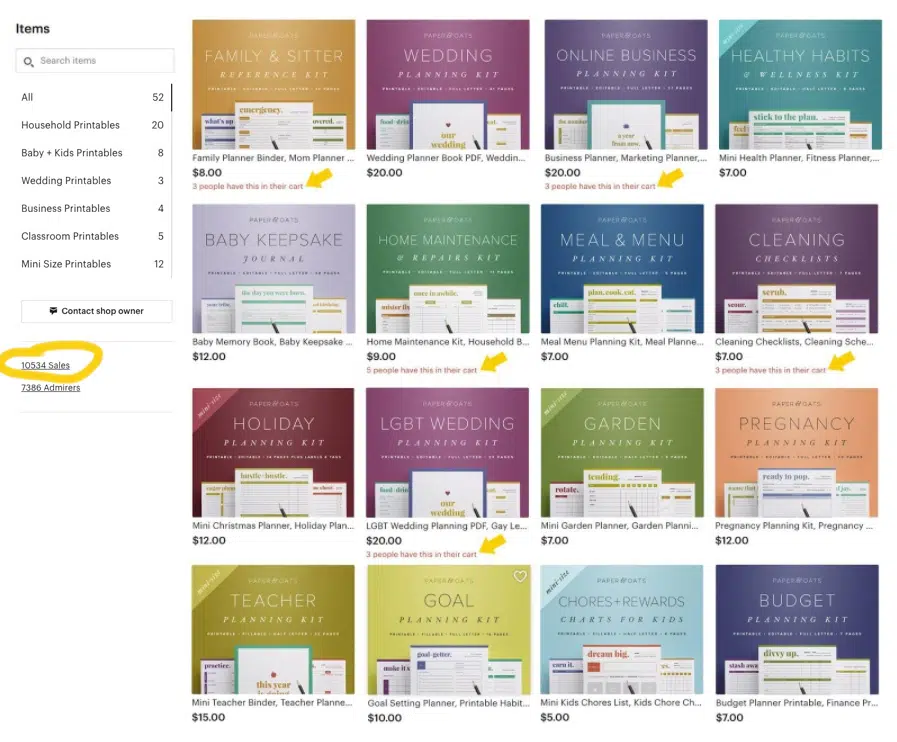 Items
Search items
All 52
Household Printables 20
Baby + Kids Printables 8
Wedding Printables 3
Business Printables 4
Classroom Printables 5
Mini Size Printables 12
Contact shop owner
10534 Sales
7386 Admirers
PAPER & OATS
FAMILY & SITTER
REFERENCE KIT
emergency.
what's up
Family Planner Binder, Mom Planner ...
$8.00
3 people have this in their cart
PAPER & OATS
WEDDING
PLANNING KIT
our
wedding
Wedding Planner Book PDF, Weddin...
$20.00
PAPER & OATS
ONLINE BUSINESS
PLANNING KIT
a year
from now.
Business Planner, Marketing Planner,...
$20.00
3 people have this in their cart
mini-size
PAPER & OATS
HEALTHY HABITS
& WELLNESS KIT
stick to the plan.
Mini Health Planner, Fitness Planner,...
$7.00
PAPER & OATS
BABY KEEPSAKE
JOURNAL
the day you were born.
Baby Memory Book, Baby Keepsake ...
$12.00
PAPER & OATS
HOME MAINTENANCE
& REPAIRS KIT
once in awhile.
Home Maintenance Kit, Household B...
$9.00
5 people have this in their cart
PAPER & OATS
MEAL & MENU
PLANNING KIT
plan, cook, eat.
chill.
Meal Menu Planning Kit, Meal Planne...
$7.00
PAPER & OATS
CLEANING
CHECKLISTS
scrub.
scour.
Cleaning Checklists, Cleaning Sche...
$7.00
3 people have this in their cart
mini-size
PAPER & OATS
HOLIDAY
PLANNING KIT
hustle+bustle.
Mini Christmas Planner, Holiday Plan...
$12.00
PAPER & OATS
LGBT WEDDING
PLANNING KIT
our
wedding
LGBT Wedding Planning PDF, Gay Le...
$20.00
3 people have this in their cart
mini-size
PAPER & OATS
GARDEN
PLANNING KIT
tending.
rotate.
Mini Garden Planner, Garden Planni...
$7.00
PAPER & OATS
PREGNANCY
PLANNING KIT
ready to pop.
Pregnancy Planning Kit, Pregnancy ...
$12.00
mini-size
PAPER & OATS
TEACHER
PLANNING KIT
practice.
this year
Mini Teacher Binder, Teacher Planne...
$15.00
PAPER & OATS
GOAL
PLANNING KIT
goal-getter.
Goal Setting Planner, Printable Habit...
$10.00
mini-size
PAPER & OATS
CHORES+REWARDS
CHARTS FOR KIDS
dream big.
earn it.
Mini Kids Chores List, Kids Chore Ch...
$5.00
PAPER & OATS
BUDGET
PLANNING KIT
divvy up.
Budget Planner Printable, Finance Pr...
$7.00